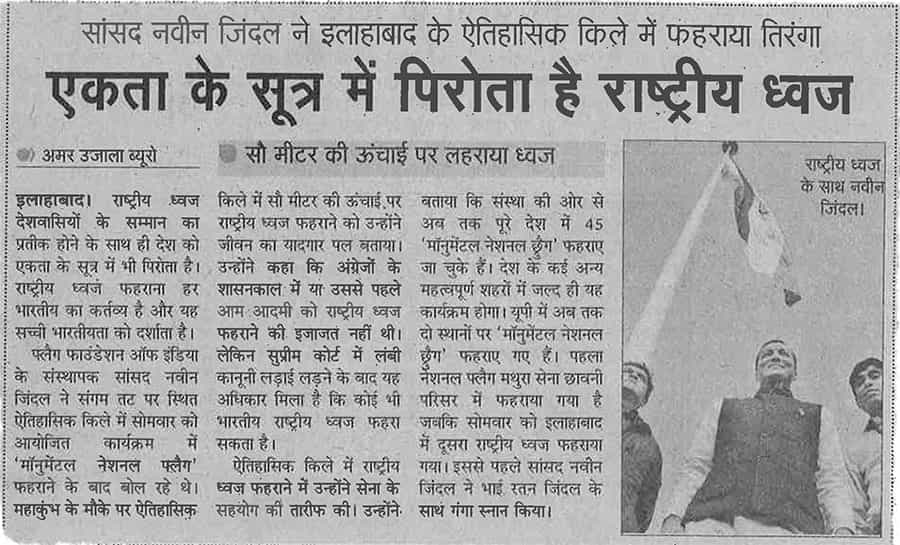 सांसद नवीन जिंदल ने इलाहाबाद के ऐतिहासिक किले में फहराया तिरंगा
एकता के सूत्र में पिरोता है राष्ट्रीय ध्वज
अमर उजाला ब्यूरो
सौ मीटर की ऊंचाई पर लहराया ध्वज
इलाहाबाद। राष्ट्रीय ध्वज
देशवासियों के सम्मान का
प्रतीक होने के साथ ही देश को
एकता के सूत्र में भी पिरोता है।
राष्ट्रीय ध्वज फहराना हर
भारतीय का कर्तव्य है और यह
सच्ची भारतीयता को दर्शाता है।
फ्लैग फाउंडेशन ऑफ इंडिया
के संस्थापक सांसद नवीन
जिंदल ने संगम तट पर स्थित
ऐतिहासिक किले में सोमवार को
आयोजित कार्यक्रम में
'मॉनुमेंटल नेशनल फ्लैग'
फहराने के बाद बोल रहे थे।
महाकुंभ के मौके पर ऐतिहासिक
किले में सौ मीटर की ऊंचाई पर
राष्ट्रीय ध्वज फहराने को उन्होंने
जीवन का यादगार पल बताया।
उन्होंने कहा कि अंग्रेजों के
शासनकाल में या उससे पहले
आम आदमी को राष्ट्रीय ध्वज
फहराने की इजाजत नहीं थी।
लेकिन सुप्रीम कोर्ट में लंबी
कानूनी लड़ाई लड़ने के बाद यह
अधिकार मिला है कि कोई भी
भारतीय राष्ट्रीय ध्वज फहरा
सकता है।
ऐतिहासिक किले में राष्ट्रीय
ध्वज फहराने में उन्होंने सेना के
सहयोग की तारीफ की। उन्होंने
बताया कि संस्था की ओर से
अब तक पूरे देश में 45
'मॉनुमेंटल नेशनल फ्लैग' फहराए
जा चुके हैं। देश के कई अन्य
महत्वपूर्ण शहरों में जल्द ही यह
कार्यक्रम होगा। यूपी में अब तक
दो स्थानों पर 'मॉनुमेंटल नेशनल
फ्लैग' फहराए गए हैं। पहला
नेशनल फ्लैग मथुरा सेना छावनी
परिसर में फहराया गया है
जबकि सोमवार को इलाहाबाद
में दूसरा राष्ट्रीय ध्वज फहराया
गया। इससे पहले सांसद नवीन
जिंदल ने भाई रतन जिंदल के
साथ गंगा स्नान किया।
राष्ट्रीय ध्वज
के साथ नवीन
जिंदल।